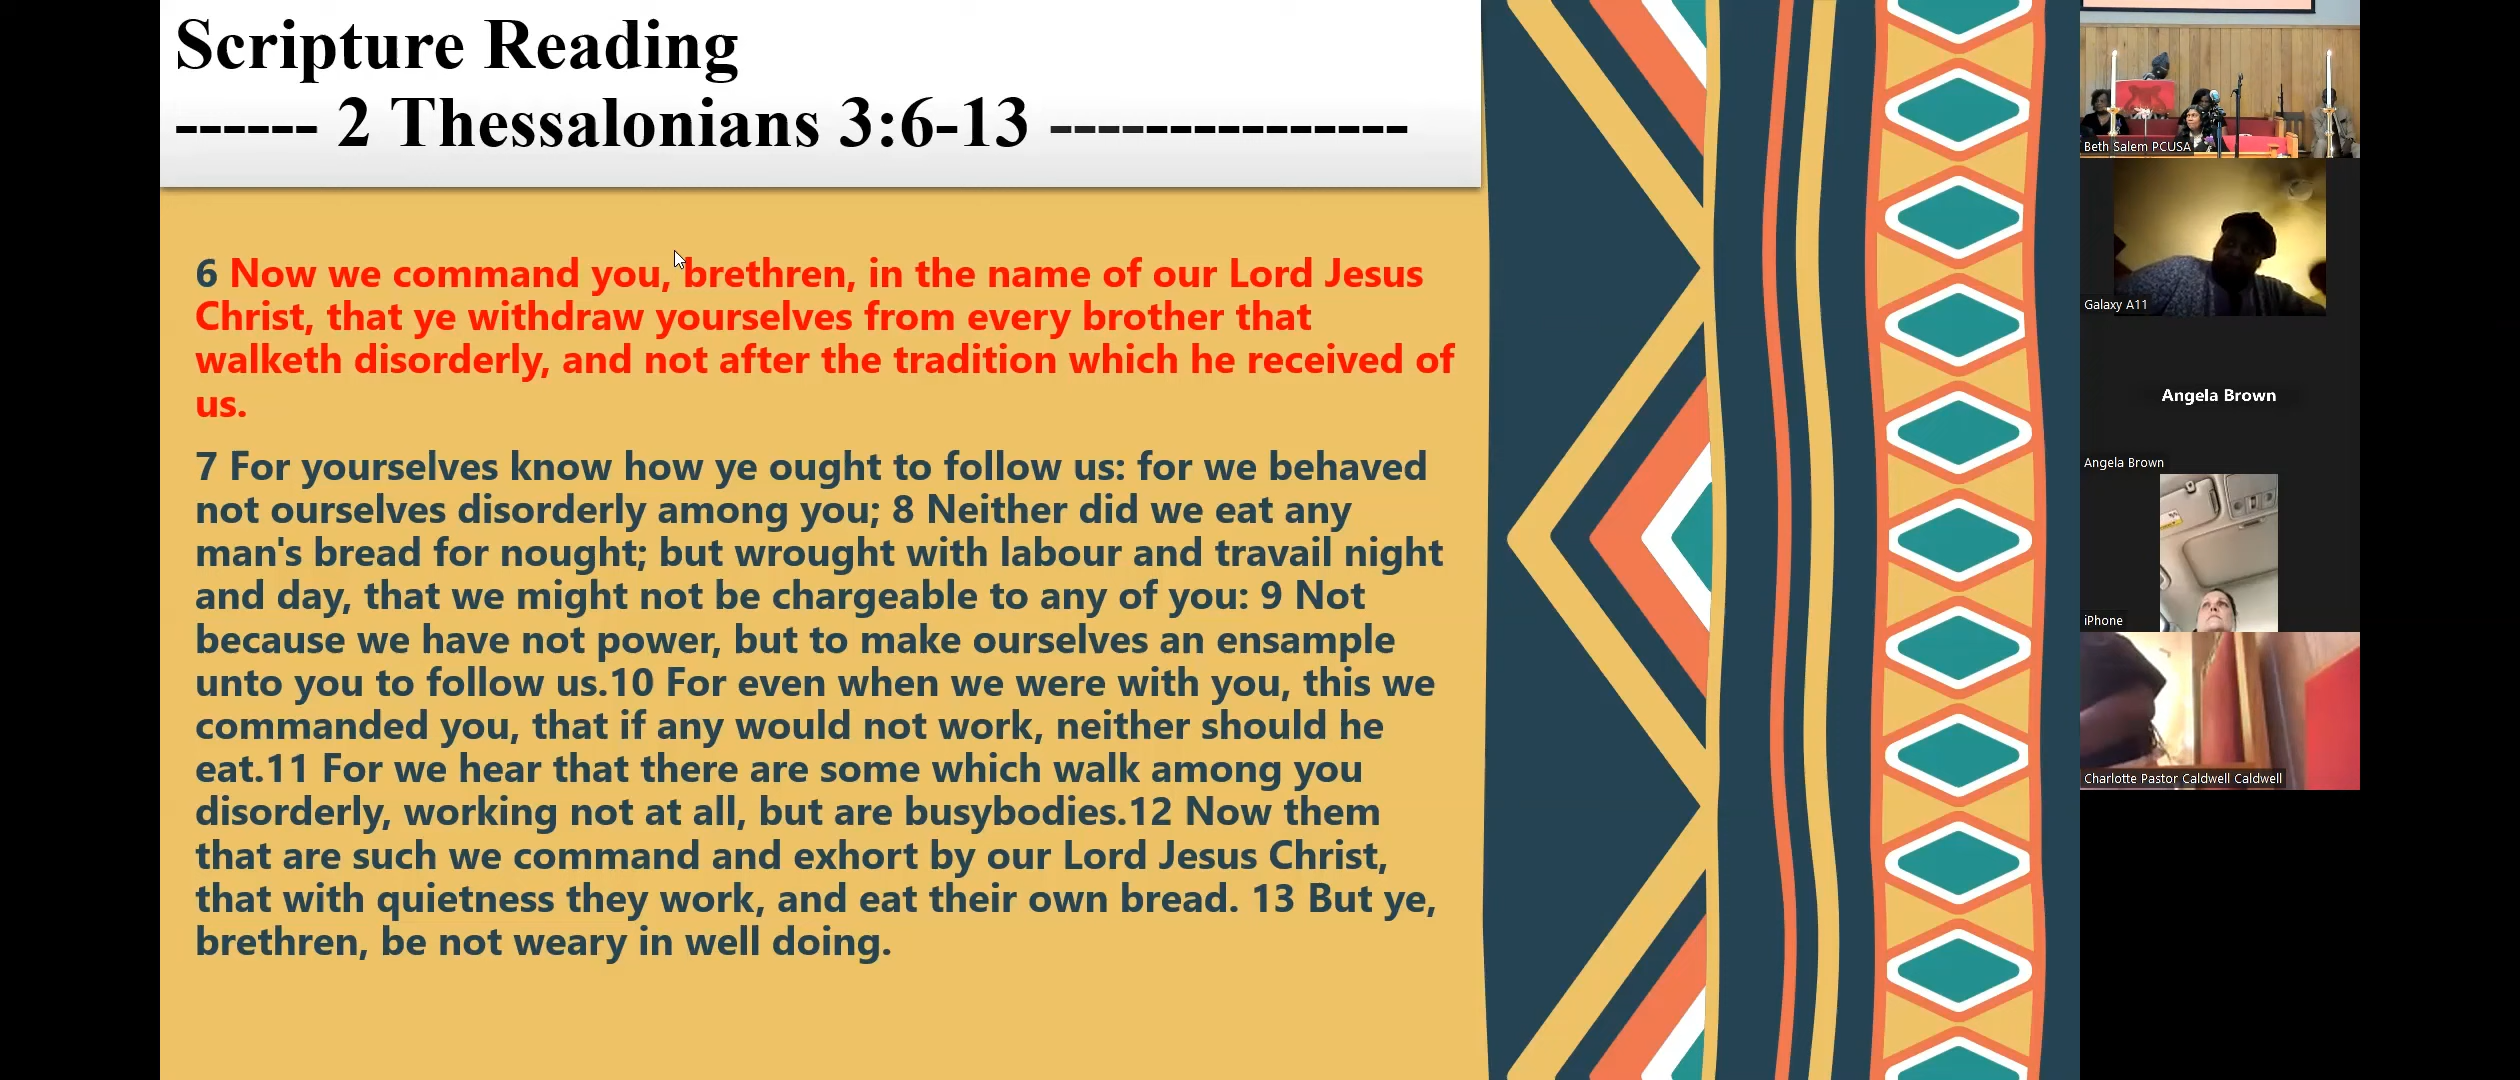 Scripture Reading
------ 2 Thessalonians 3:6-13 ---------------
6 Now we command you, brethren, in the name of our Lord Jesus
Christ, that ye withdraw yourselves from every brother that
walketh disorderly, and not after the tradition which he received of
us.
7 For yourselves know how ye ought to follow us: for we behaved
not ourselves disorderly among you; 8 Neither did we eat any
man's bread for nought; but wrought with labour and travail night
and day, that we might not be chargeable to any of you: 9 Not
because we have not power, but to make ourselves an ensample
unto you to follow us.10 For even when we were with you, this we
commanded you, that if any would not work, neither should he
eat.11 For we hear that there are some which walk among you
disorderly, working not at all, but are busybodies.12 Now them
that are such we command and exhort by our Lord Jesus Christ,
that with quietness they work, and eat their own bread. 13 But ye,
brethren, be not weary in well doing.
Beth Salem PCUSA
Galaxy A11
Angela Brown
Angela Brown
iPhone
Charlotte Pastor Caldwell Caldwell